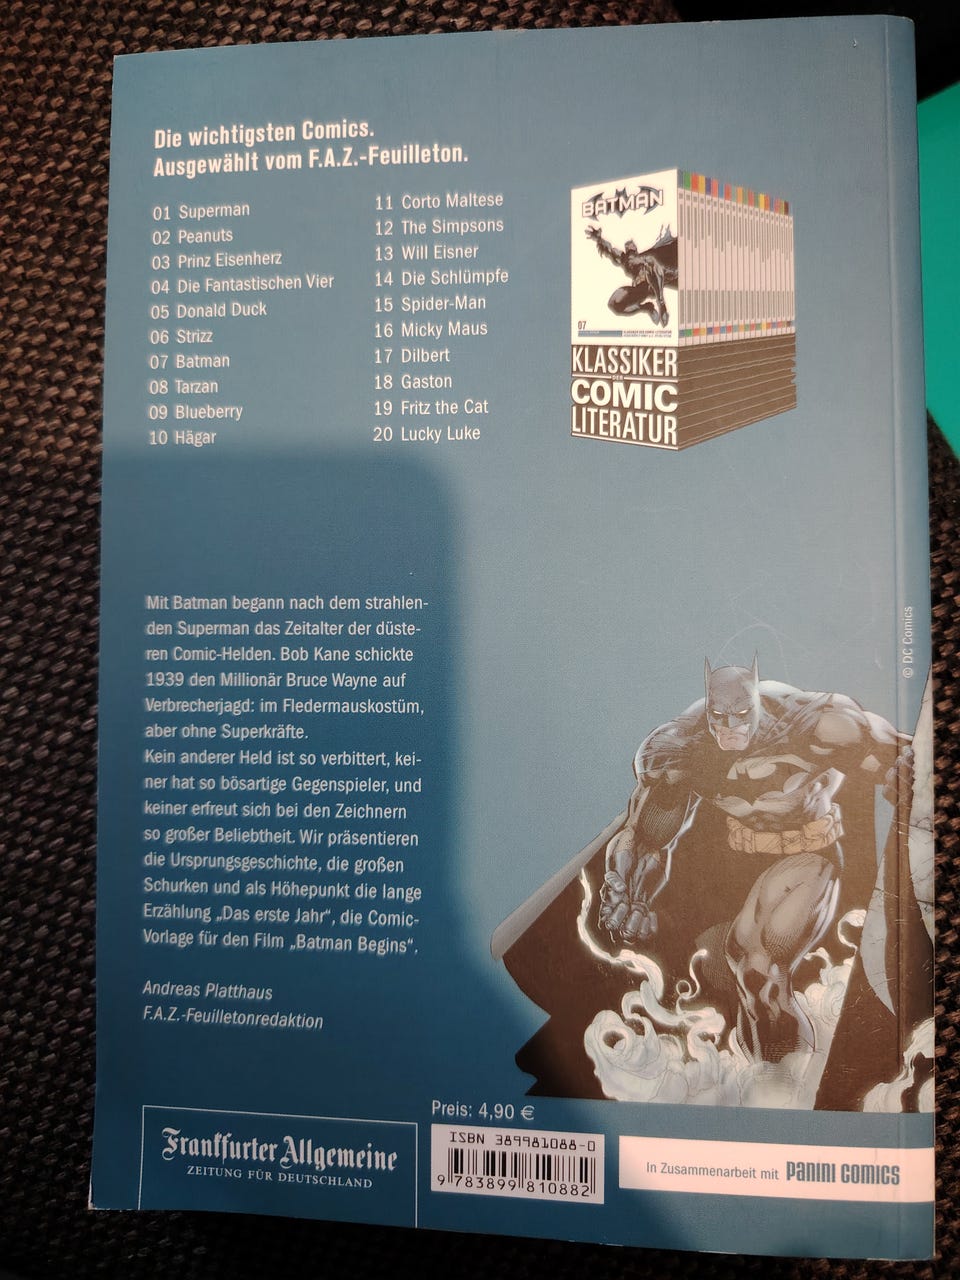 Die wichtigsten Comics.
Ausgewählt vom F.A.Z.-Feuilleton.
01 Superman
02 Peanuts
03 Prinz Eisenherz
04 Die Fantastischen Vier
05 Donald Duck
06 Strizz
07 Batman
08 Tarzan
09 Blueberry
10 Hägar
11 Corto Maltese
12 The Simpsons
13 Will Eisner
14 Die Schlümpfe
15 Spider-Man
16 Micky Maus
17 Dilbert
18 Gaston
19 Fritz the Cat
20 Lucky Luke
BATMAN
07
KLASSIKER
DER
COMIC
LITERATUR
Mit Batman begann nach dem strahlen-
den Superman das Zeitalter der düste-
ren Comic-Helden. Bob Kane schickte
1939 den Millionär Bruce Wayne auf
Verbrecherjagd: im Fledermauskostüm,
aber ohne Superkräfte.
Kein anderer Held ist so verbittert, kei-
ner hat so bösartige Gegenspieler, und
keiner erfreut sich bei den Zeichnern
so großer Beliebtheit. Wir präsentieren
die Ursprungsgeschichte, die großen
Schurken und als Höhepunkt die lange
Erzählung „Das erste Jahr“, die Comic-
Vorlage für den Film „Batman Begins“.
Andreas Platthaus
F.A.Z.-Feuilletonredaktion
© DC Comics
Frankfurter Allgemeine
ZEITUNG FÜR DEUTSCHLAND
Preis: 4,90 €
ISBN 389981088-0
9 783899 810882
In Zusammenarbeit mit PANINI COMICS